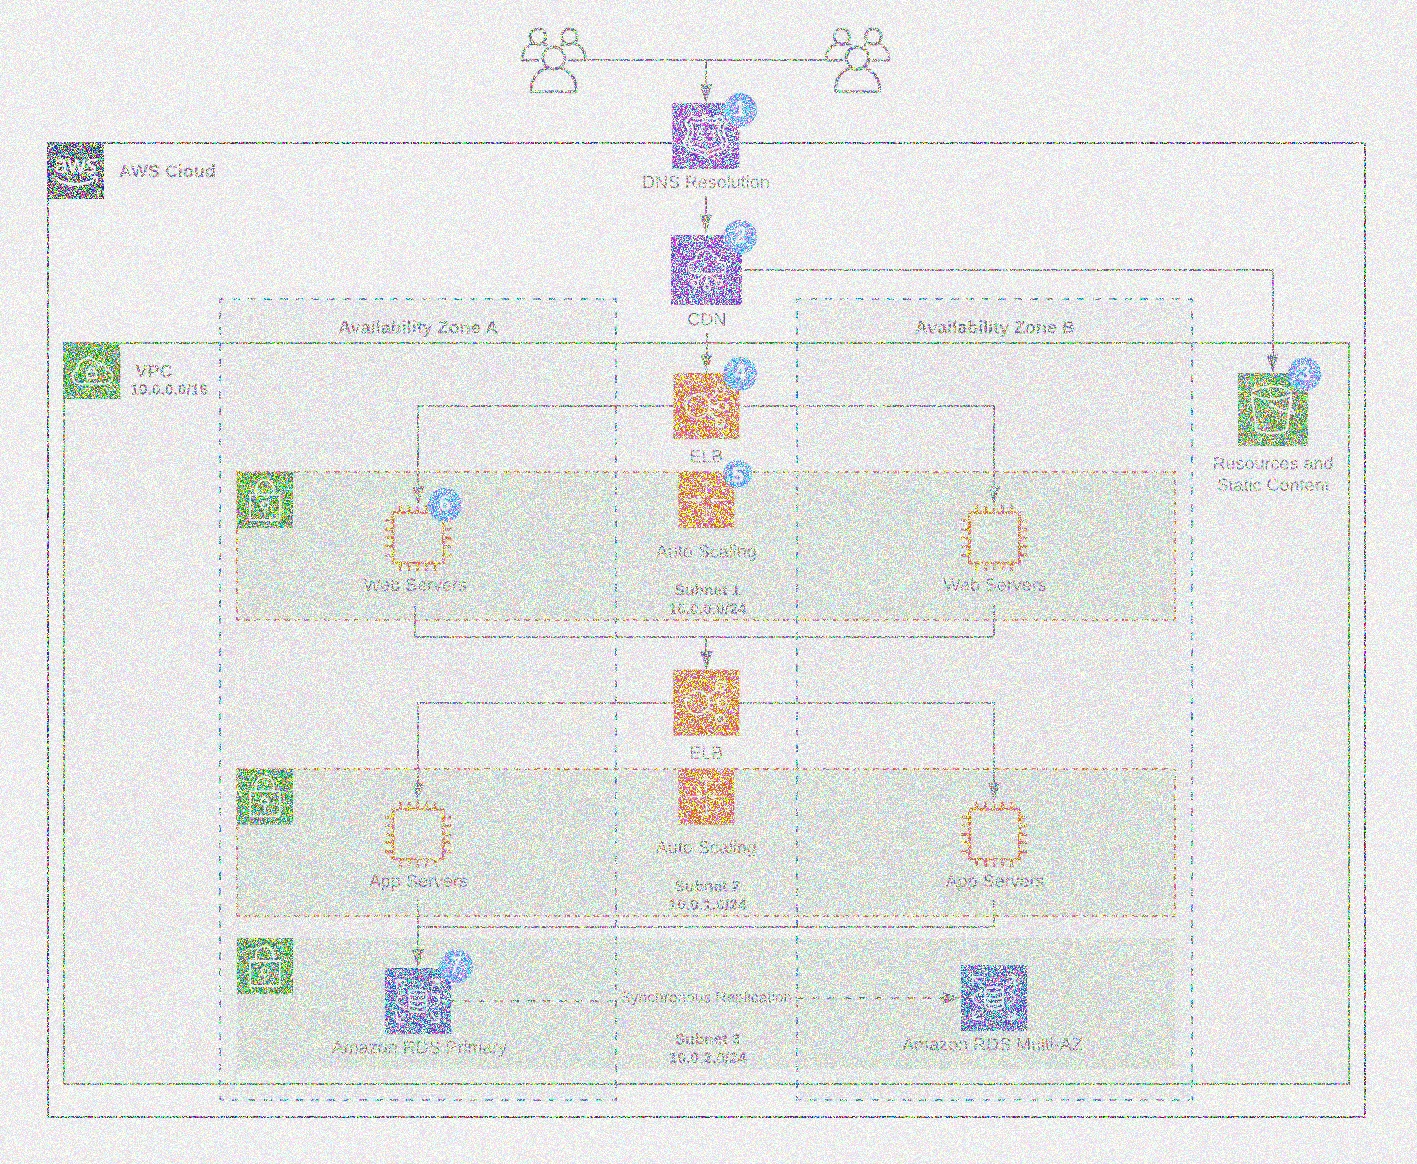 1
aws
AWS Cloud
DNS Resolution
2
CDN
Availability Zone A
Availability Zone B
VPC
10.0.0.0/16
4
3
ELB
Resources and
Static Content
5
6
Auto Scaling
Web Servers
Web Servers
Subnet 1
10.0.0.0/24
ELB
Auto Scaling
App Servers
App Servers
Subnet 2
10.0.1.0/24
7
Synchronous Replication
Amazon RDS Primary
Amazon RDS Multi-AZ
Subnet 3
10.0.2.0/24